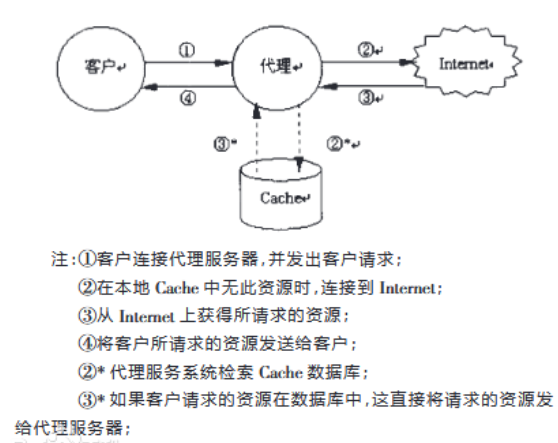 ① ②↵
客户↵ 代理↵ Internet↵
④ ③↵
③* ②*↵
Cache↵
注:①客户连接代理服务器,并发出客户请求;
②在本地 Cache 中无此资源时,连接到 Internet;
③从 Internet 上获得所请求的资源;
④将客户所请求的资源发送给客户;
②* 代理服务系统检索 Cache 数据库;
③* 如果客户请求的资源在数据库中,这直接将请求的资源发
给代理服务器;